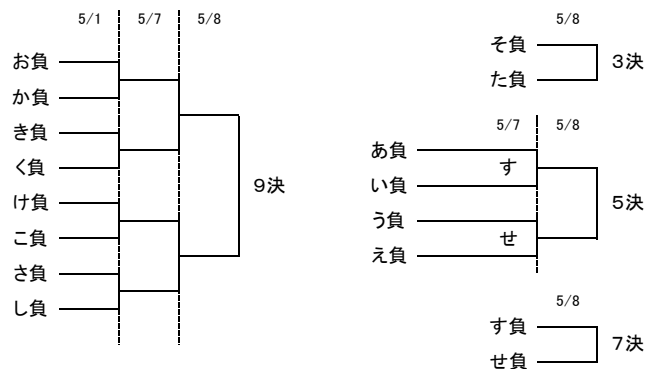 5/1 5/7 5/8
お負
か負
き負
く負
け負
こ負
さ負
し負
9決
5/8
そ負
た負
3決
5/7 5/8
あ負
い負
う負
え負
す
せ
5決
5/8
す負
せ負
7決